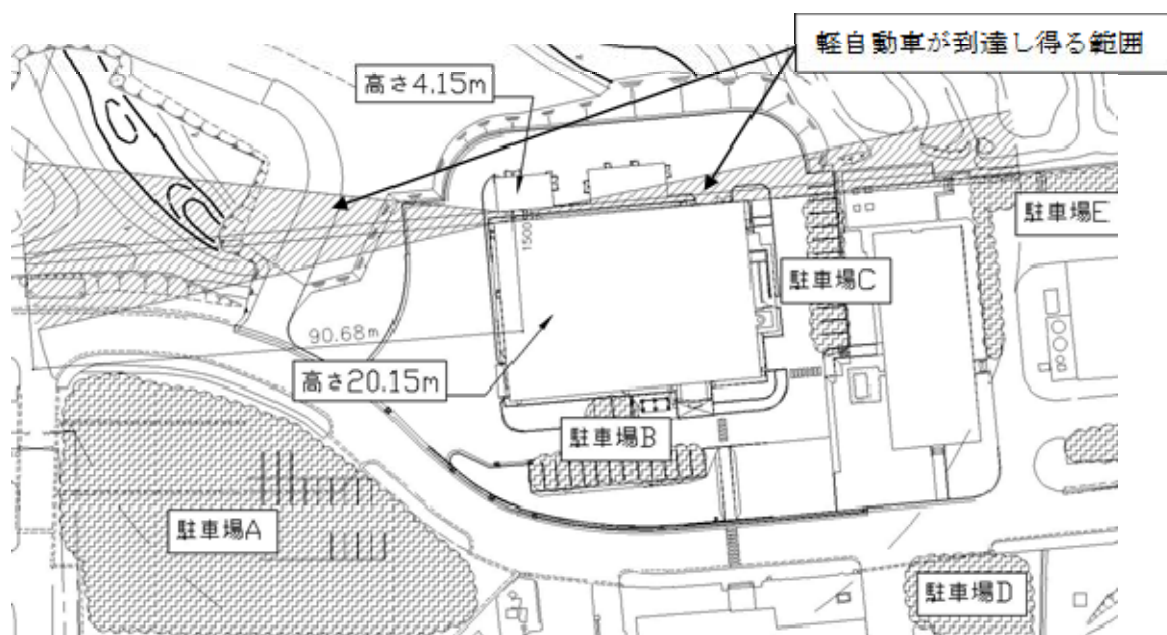 軽自動車が到達し得る範囲
高さ4.15m
駐車場E
1500
駐車場C
90.68m
高さ20.15m
駐車場B
駐車場A
駐車場D